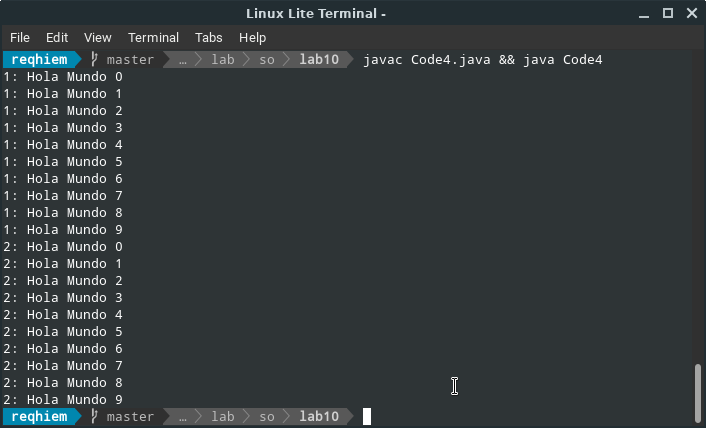 Linux Lite Terminal -
File Edit View Terminal Tabs Help
reqhiem master … lab so lab10 javac Code4.java && java Code4
1: Hola Mundo 0
1: Hola Mundo 1
1: Hola Mundo 2
1: Hola Mundo 3
1: Hola Mundo 4
1: Hola Mundo 5
1: Hola Mundo 6
1: Hola Mundo 7
1: Hola Mundo 8
1: Hola Mundo 9
2: Hola Mundo 0
2: Hola Mundo 1
2: Hola Mundo 2
2: Hola Mundo 3
2: Hola Mundo 4
2: Hola Mundo 5
2: Hola Mundo 6
2: Hola Mundo 7
2: Hola Mundo 8
2: Hola Mundo 9
reqhiem master … lab so lab10